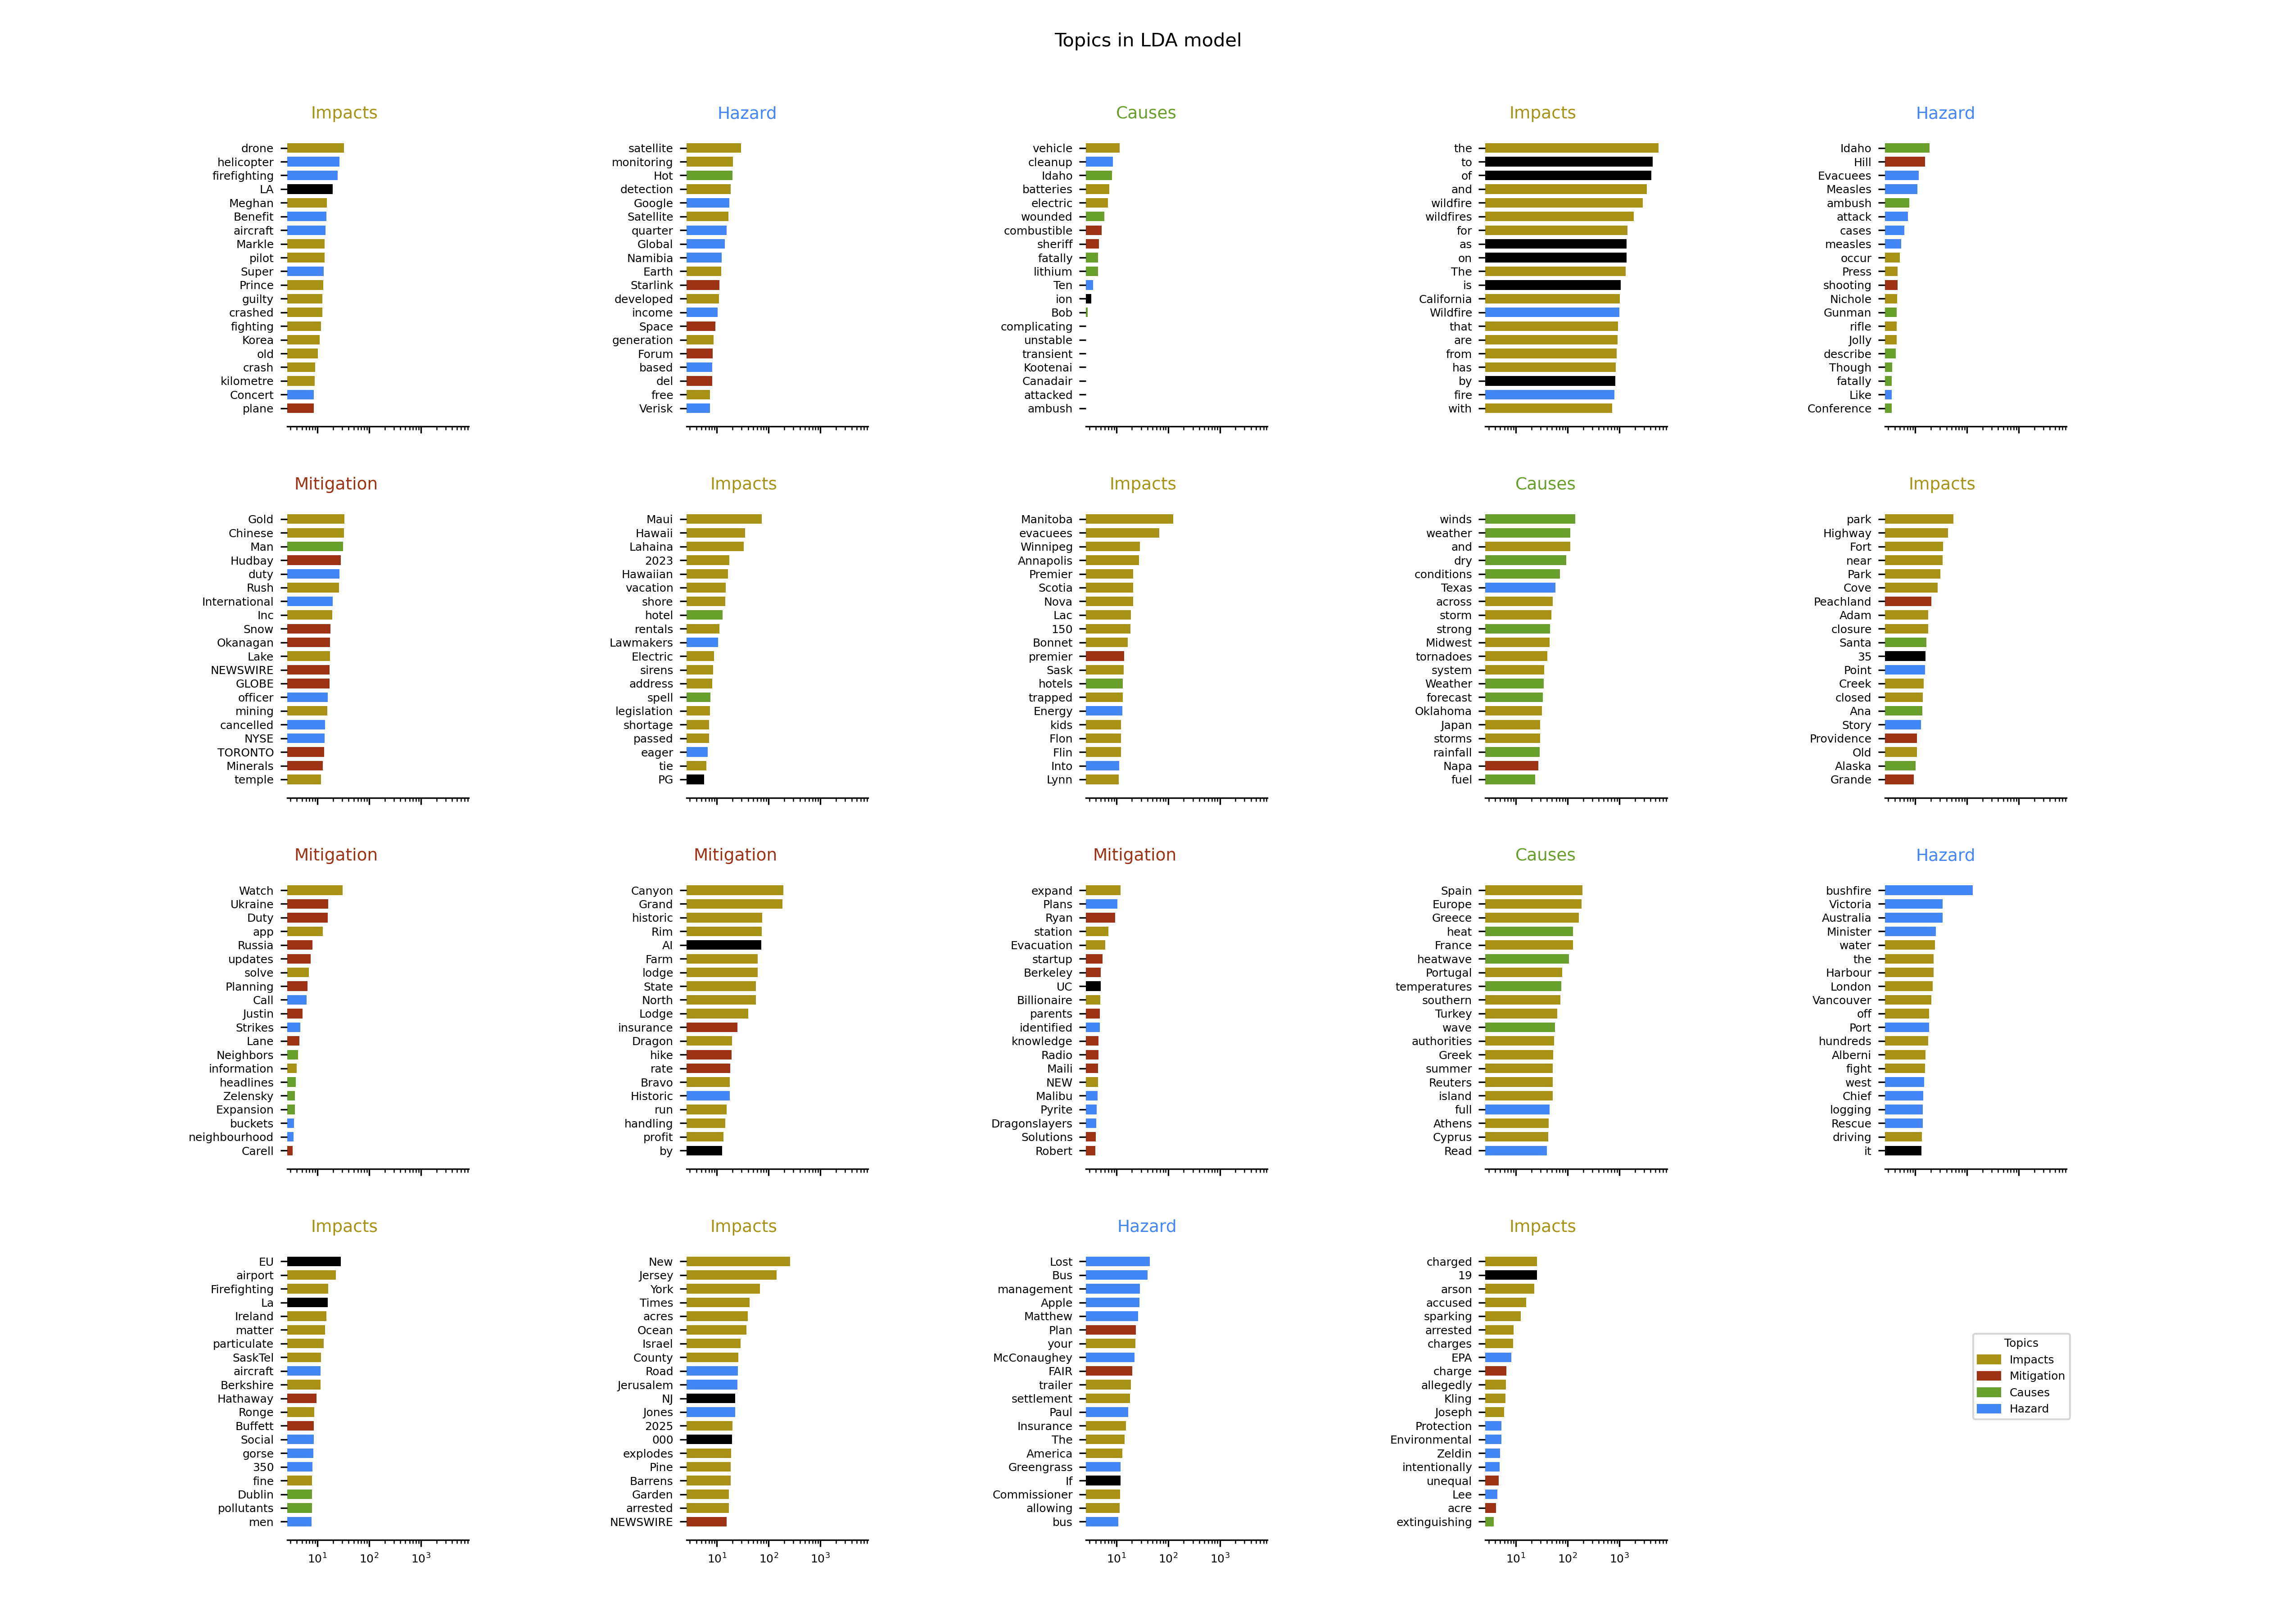 Topics in LDA model
Impacts
drone
helicopter
firefighting
LA
Meghan
Benefit
aircraft
Markle
pilot
Super
Prince
guilty
crashed
fighting
Korea
old
crash
kilometre
Concert
plane
Hazard
satellite
monitoring
Hot
detection
Google
Satellite
quarter
Global
Namibia
Earth
Starlink
developed
income
Space
generation
Forum
based
del
free
Verisk
Causes
vehicle
cleanup
Idaho
batteries
electric
wounded
combustible
sheriff
fatally
lithium
Ten
ion
Bob
complicating
unstable
transient
Kootenai
Canadair
attacked
ambush
Impacts
the
to
of
and
wildfire
wildfires
for
as
on
The
is
California
Wildfire
that
are
from
has
by
fire
with
Hazard
Idaho
Hill
Evacuees
Measles
ambush
attack
cases
measles
occur
Press
shooting
Nichole
Gunman
rifle
Jolly
describe
Though
fatally
Like
Conference
Mitigation
Gold
Chinese
Man
Hudbay
duty
Rush
International
Inc
Snow
Okanagan
Lake
NEWSWIRE
GLOBE
officer
mining
cancelled
NYSE
TORONTO
Minerals
temple
Impacts
Maui
Hawaii
Lahaina
2023
Hawaiian
vacation
shore
hotel
rentals
Lawmakers
Electric
sirens
address
spell
legislation
shortage
passed
eager
tie
PG
Impacts
Manitoba
evacuees
Winnipeg
Annapolis
Premier
Scotia
Nova
Lac
150
Bonnet
premier
Sask
hotels
trapped
Energy
kids
Flon
Flin
Into
Lynn
Causes
winds
weather
and
dry
conditions
Texas
across
storm
strong
Midwest
tornadoes
system
Weather
forecast
Oklahoma
Japan
storms
rainfall
Napa
fuel
Impacts
park
Highway
Fort
near
Park
Cove
Peachland
Adam
closure
Santa
35
Point
Creek
closed
Ana
Story
Providence
Old
Alaska
Grande
Mitigation
Watch
Ukraine
Duty
app
Russia
updates
solve
Planning
Call
Justin
Strikes
Lane
Neighbors
information
headlines
Zelensky
Expansion
buckets
neighbourhood
Carell
Mitigation
Canyon
Grand
historic
Rim
AI
Farm
lodge
State
North
Lodge
insurance
Dragon
hike
rate
Bravo
Historic
run
handling
profit
by
Mitigation
expand
Plans
Ryan
station
Evacuation
startup
Berkeley
UC
Billionaire
parents
identified
knowledge
Radio
Maili
NEW
Malibu
Pyrite
Dragonslayers
Solutions
Robert
Causes
Spain
Europe
Greece
heat
France
heatwave
Portugal
temperatures
southern
Turkey
wave
authorities
Greek
summer
Reuters
island
full
Athens
Cyprus
Read
Hazard
bushfire
Victoria
Australia
Minister
water
the
Harbour
London
Vancouver
off
Port
hundreds
Alberni
fight
west
Chief
logging
Rescue
driving
it
Impacts
EU
airport
Firefighting
La
Ireland
matter
particulate
SaskTel
aircraft
Berkshire
Hathaway
Ronge
Buffett
Social
gorse
350
fine
Dublin
pollutants
men
10¹ 10² 10³
Impacts
New
Jersey
York
Times
acres
Ocean
Israel
County
Road
Jerusalem
NJ
Jones
2025
000
explodes
Pine
Barrens
Garden
arrested
NEWSWIRE
10¹ 10² 10³
Hazard
Lost
Bus
management
Apple
Matthew
Plan
your
McConaughey
FAIR
trailer
settlement
Paul
Insurance
The
America
Greengrass
If
Commissioner
allowing
bus
10¹ 10² 10³
Impacts
charged
19
arson
accused
sparking
arrested
charges
EPA
charge
allegedly
Kling
Joseph
Protection
Environmental
Zeldin
intentionally
unequal
Lee
acre
extinguishing
10¹ 10² 10³
Topics
Impacts
Mitigation
Causes
Hazard